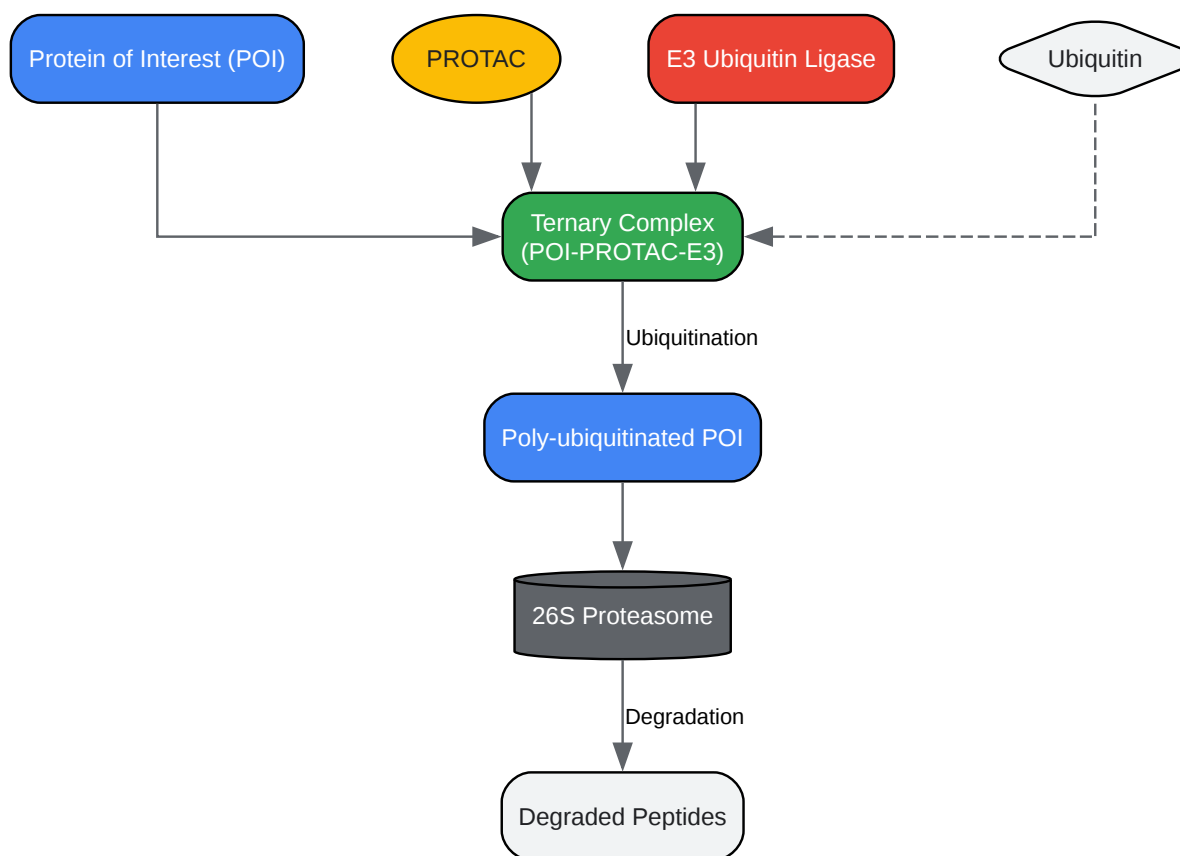 Protein of Interest (POI)
PROTAC
E3 Ubiquitin Ligase
Ubiquitin
Ternary Complex
(POI-PROTAC-E3)
Ubiquitination
Poly-ubiquitinated POI
26S Proteasome
Degradation
Degraded Peptides